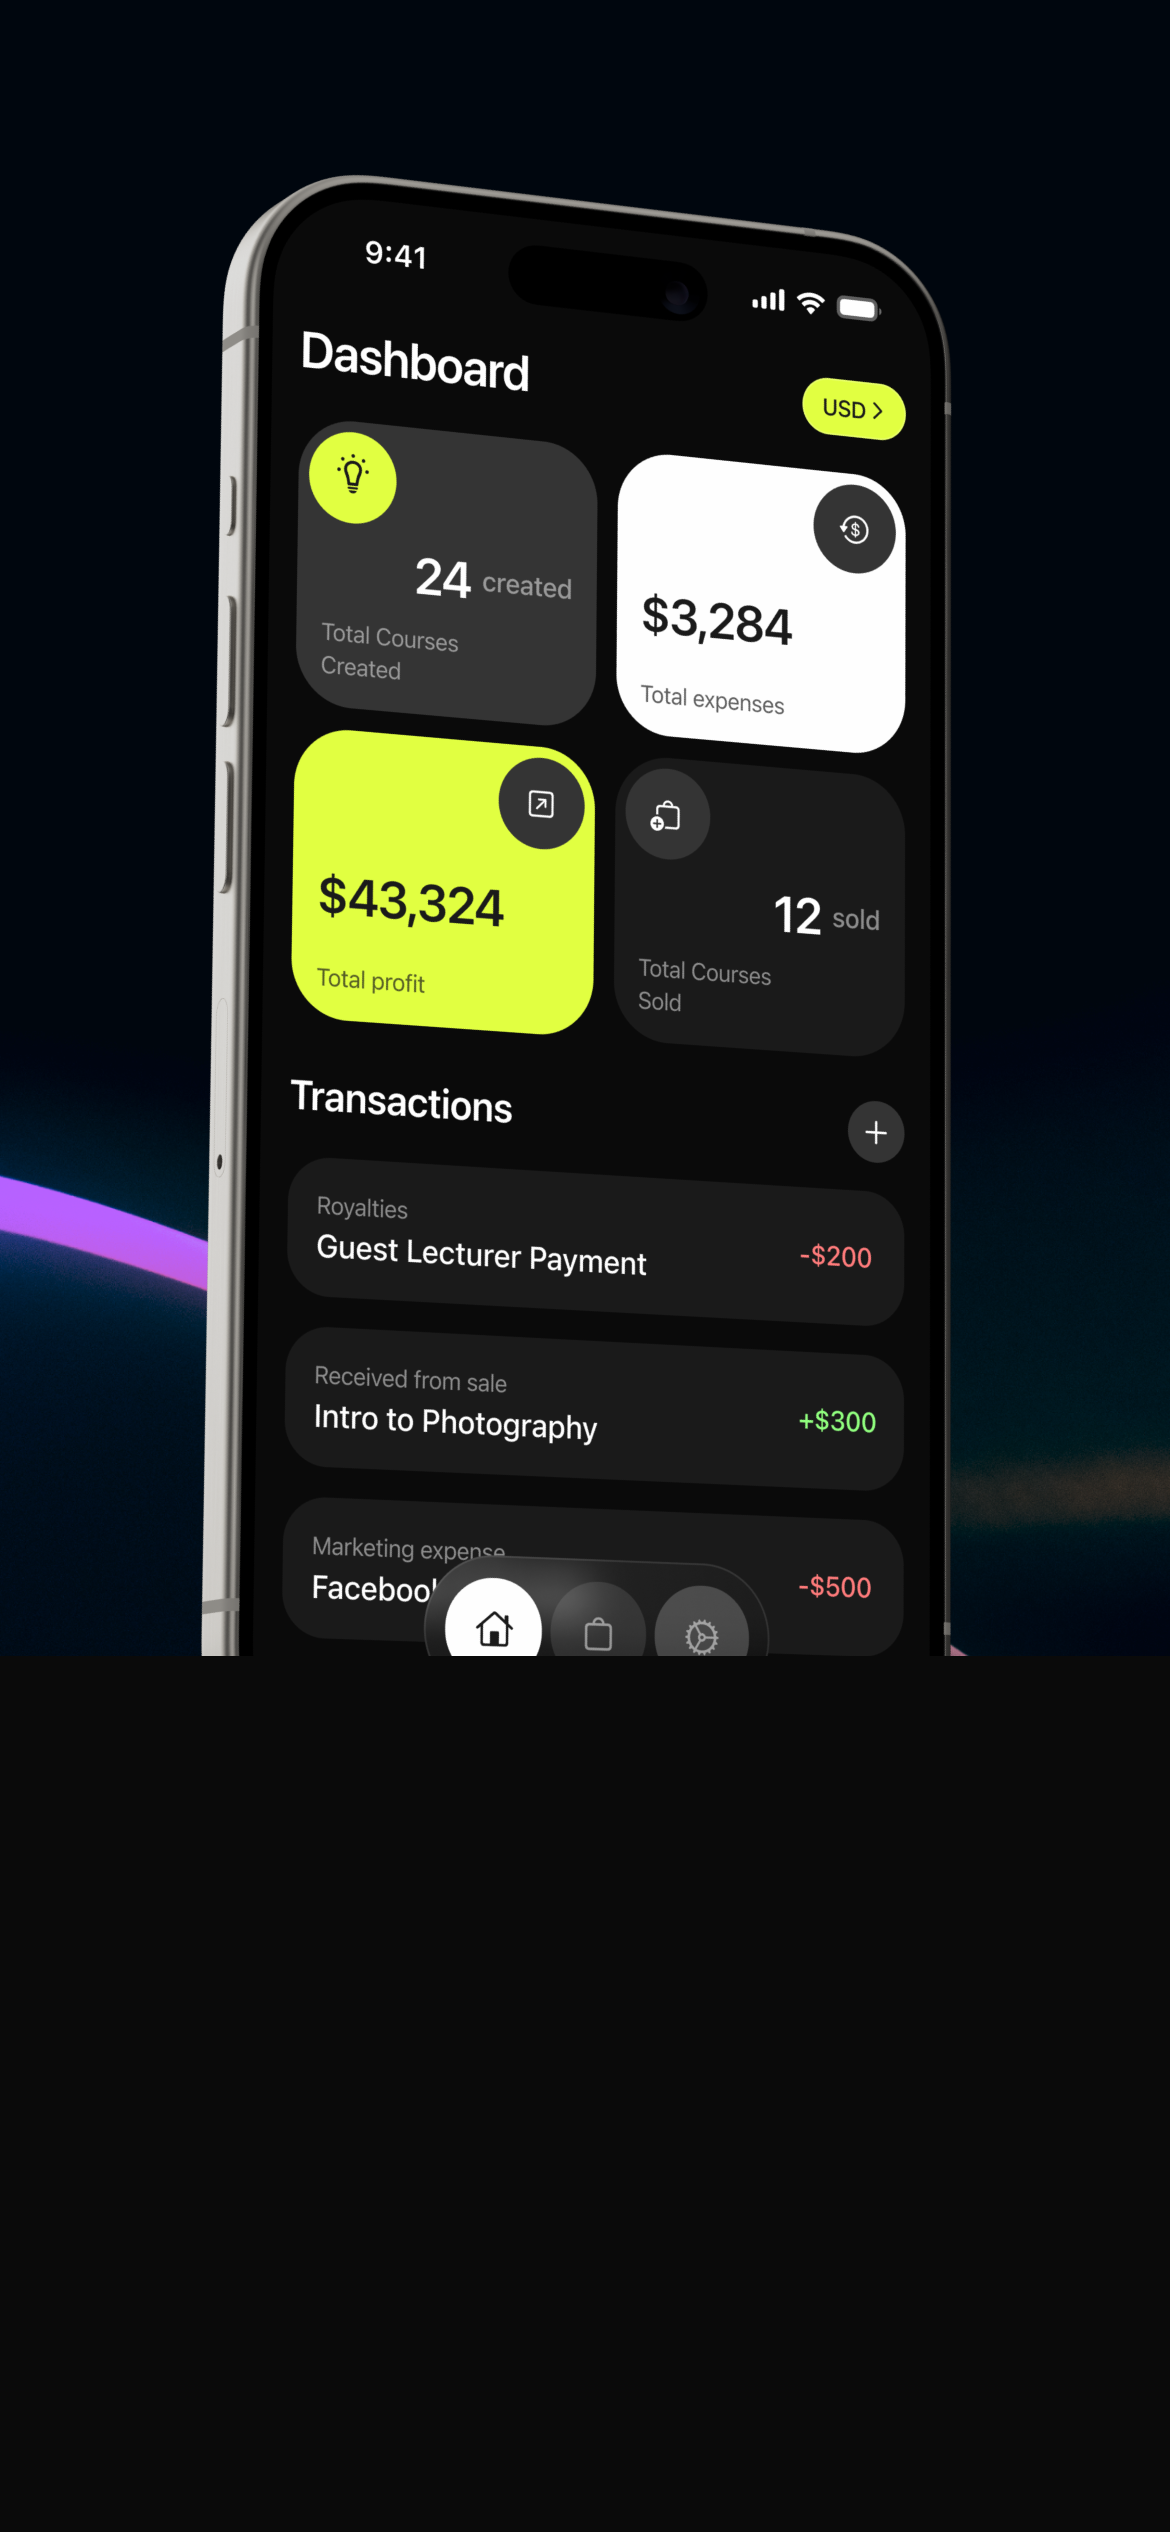 9:41
Dashboard
USD >
24 created
Total Courses
Created
$3,284
Total expenses
$43,324
Total profit
12 sold
Total Courses
Sold
Transactions
Royalties
Guest Lecturer Payment
-$200
Received from sale
Intro to Photography
+$300
Marketing expense
-$500